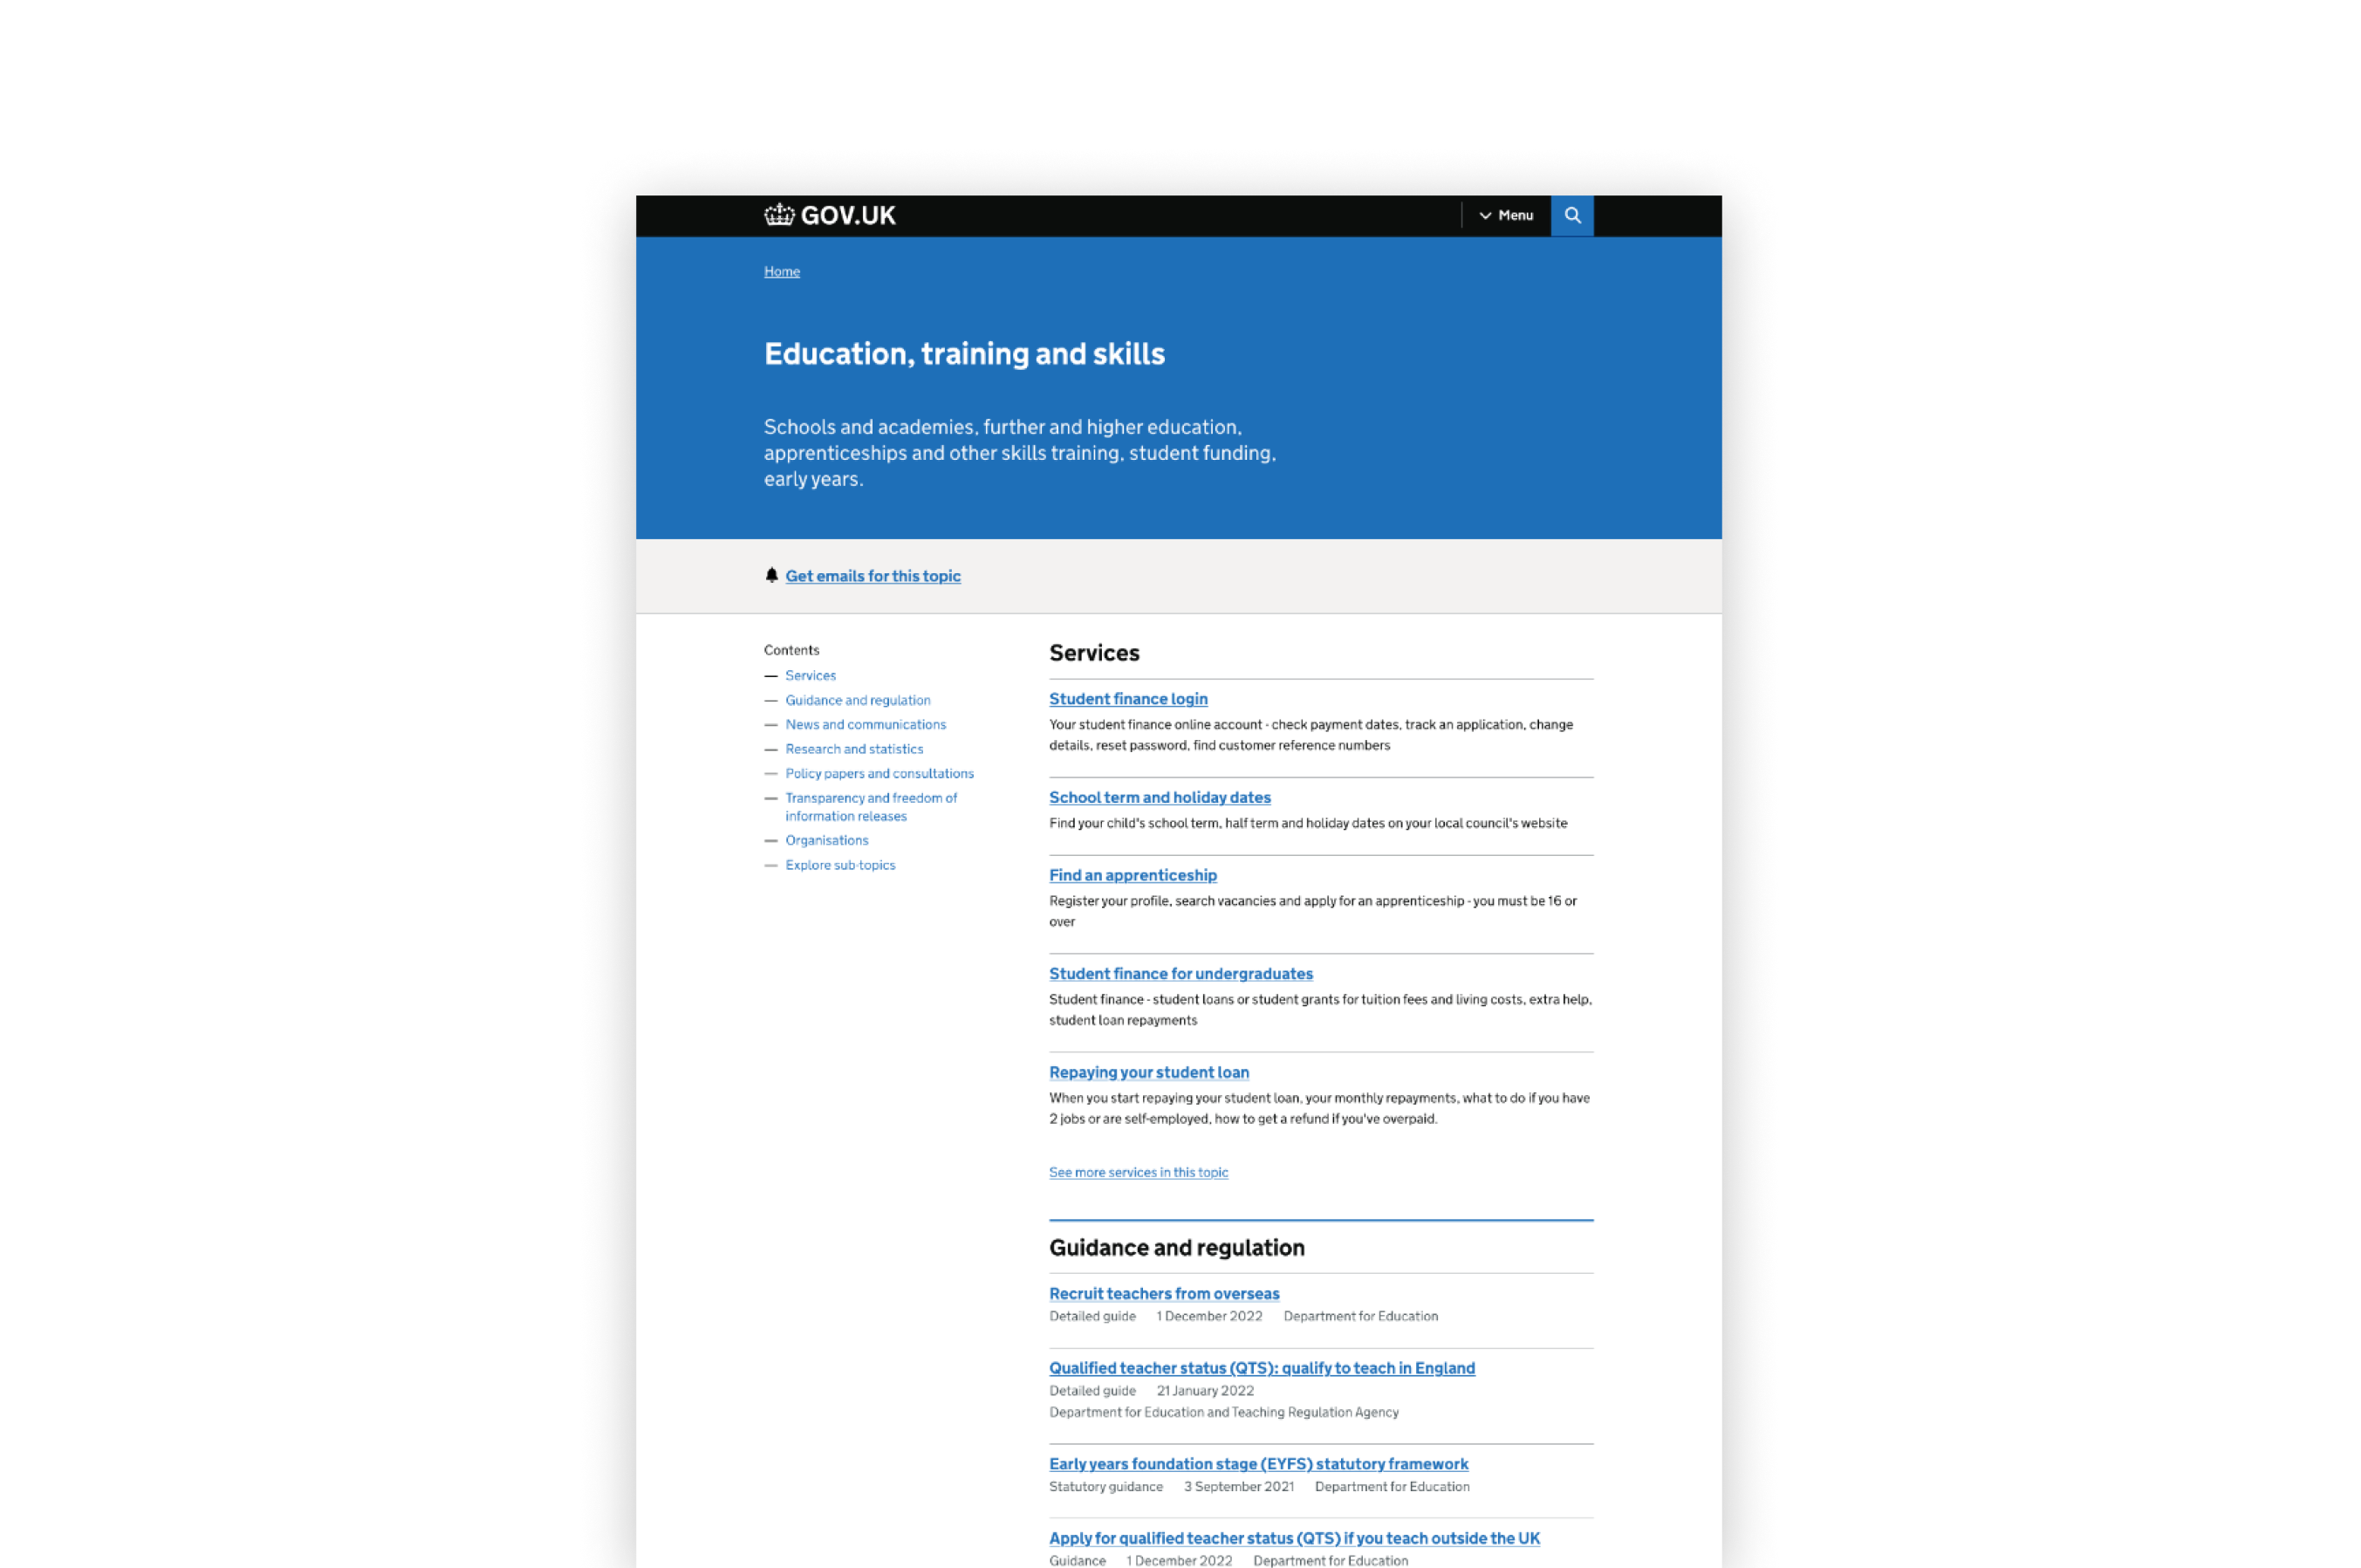 GOV.UK
Menu
Home
Education, training and skills
Schools and academies, further and higher education,
apprenticeships and other skills training, student funding,
early years.
Get emails for this topic
Contents
— Services
— Guidance and regulation
— News and communications
— Research and statistics
— Policy papers and consultations
— Transparency and freedom of
information releases
— Organisations
— Explore sub-topics
Services
Student finance login
Your student finance online account - check payment dates, track an application, change
details, reset password, find customer reference numbers
School term and holiday dates
Find your child's school term, half term and holiday dates on your local council's website
Find an apprenticeship
Register your profile, search vacancies and apply for an apprenticeship - you must be 16 or
over
Student finance for undergraduates
Student finance - student loans or student grants for tuition fees and living costs, extra help,
student loan repayments
Repaying your student loan
When you start repaying your student loan, your monthly repayments, what to do if you have
2 jobs or are self-employed, how to get a refund if you've overpaid.
See more services in this topic
Guidance and regulation
Recruit teachers from overseas
Detailed guide 1 December 2022 Department for Education
Qualified teacher status (QTS): qualify to teach in England
Detailed guide 21 January 2022
Department for Education and Teaching Regulation Agency
Early years foundation stage (EYFS) statutory framework
Statutory guidance 3 September 2021 Department for Education
Apply for qualified teacher status (QTS) if you teach outside the UK
Guidance 1 December 2022 Department for Education